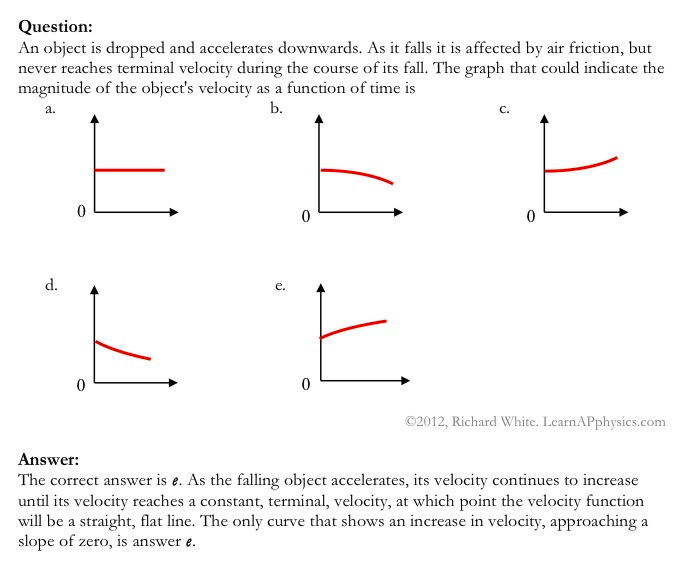 Question:
An object is dropped and accelerates downwards. As it falls it is affected by air friction, but
never reaches terminal velocity during the course of its fall. The graph that could indicate the
magnitude of the object's velocity as a function of time is
a. b. c.
0 0 0
d. e.
0 0
©2012, Richard White. LearnAPphysics.com
Answer:
The correct answer is e. As the falling object accelerates, its velocity continues to increase
until its velocity reaches a constant, terminal, velocity, at which point the velocity function
will be a straight, flat line. The only curve that shows an increase in velocity, approaching a
slope of zero, is answer e.